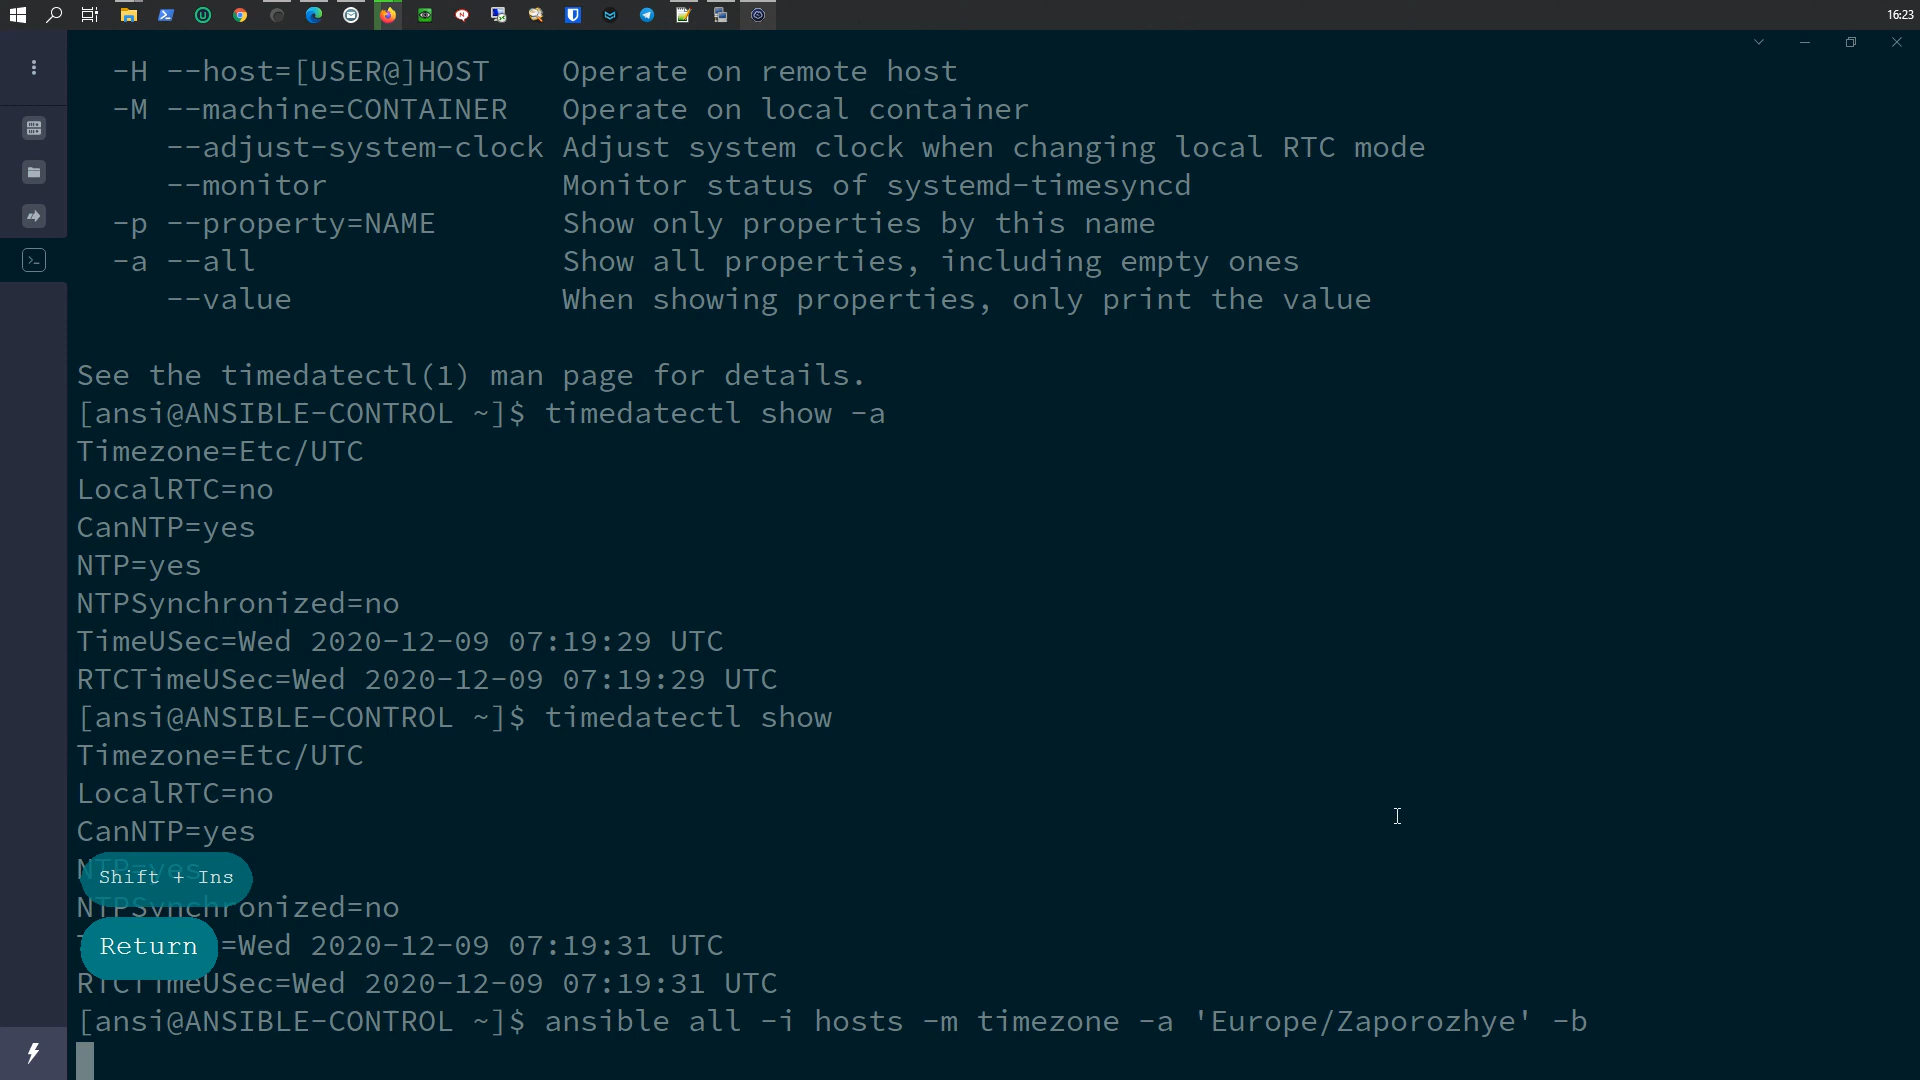 16:23
-H --host=[USER@]HOST    Operate on remote host
-M --machine=CONTAINER   Operate on local container
--adjust-system-clock Adjust system clock when changing local RTC mode
--monitor             Monitor status of systemd-timesyncd
-p --property=NAME       Show only properties by this name
-a --all                 Show all properties, including empty ones
--value               When showing properties, only print the value
See the timedatectl(1) man page for details.
[ansi@ANSIBLE-CONTROL ~]$ timedatectl show -a
Timezone=Etc/UTC
LocalRTC=no
CanNTP=yes
NTP=yes
NTPSynchronized=no
TimeUSec=Wed 2020-12-09 07:19:29 UTC
RTCTimeUSec=Wed 2020-12-09 07:19:29 UTC
[ansi@ANSIBLE-CONTROL ~]$ timedatectl show
Timezone=Etc/UTC
LocalRTC=no
CanNTP=yes
NTP=yes
Shift + Ins
NTPSynchronized=no
Return
=Wed 2020-12-09 07:19:31 UTC
RTCTimeUSec=Wed 2020-12-09 07:19:31 UTC
[ansi@ANSIBLE-CONTROL ~]$ ansible all -i hosts -m timezone -a 'Europe/Zaporozhye' -b